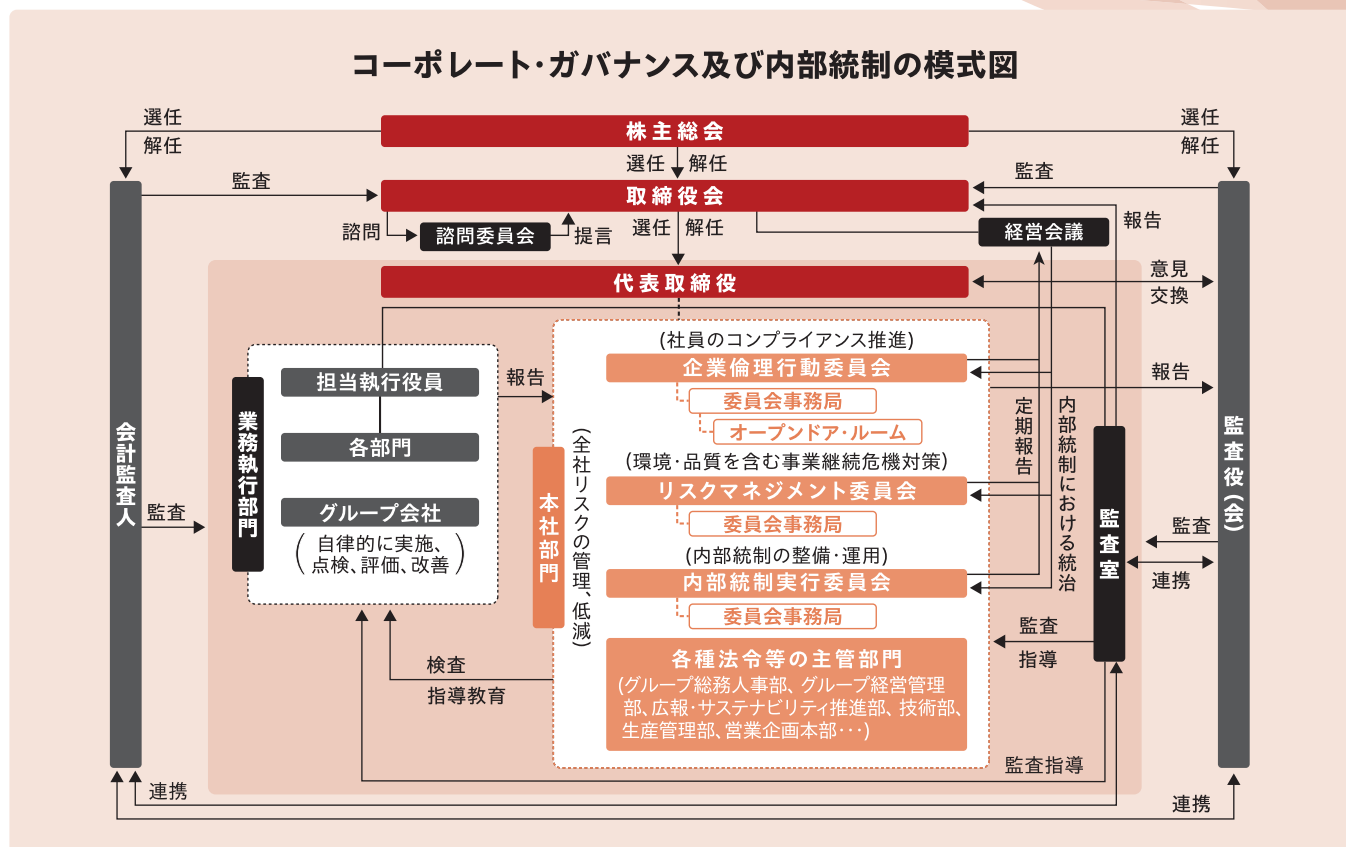 コーポレート・ガバナンス及び内部統制の模式図
選任
解任
株主総会
選任
解任
選任
解任
監査
取締役会
監査
報告
諮問
諮問委員会
提言
選任
解任
経営会議
代表取締役
意見
交換
(社員のコンプライアンス推進)
企業倫理行動委員会
委員会事務局
オープンドア・ルーム
(環境・品質を含む事業継続危機対策)
リスクマネジメント委員会
委員会事務局
(内部統制の整備・運用)
内部統制実行委員会
委員会事務局
各種法令等の主管部門
(グループ総務人事部、グループ経営管理
部、広報・サステナビリティ推進部、技術部、
生産管理部、営業企画本部・・・)
本社部門
(全社リスクの管理、低減)
業務執行部門
担当執行役員
各部門
グループ会社
(自律的に実施、
点検、評価、改善)
報告
報告
定期報告
内部統制における統治
会計監査人
監査
監査役(会)
監査室
監査
連携
監査
指導
検査
指導教育
監査指導
連携
連携